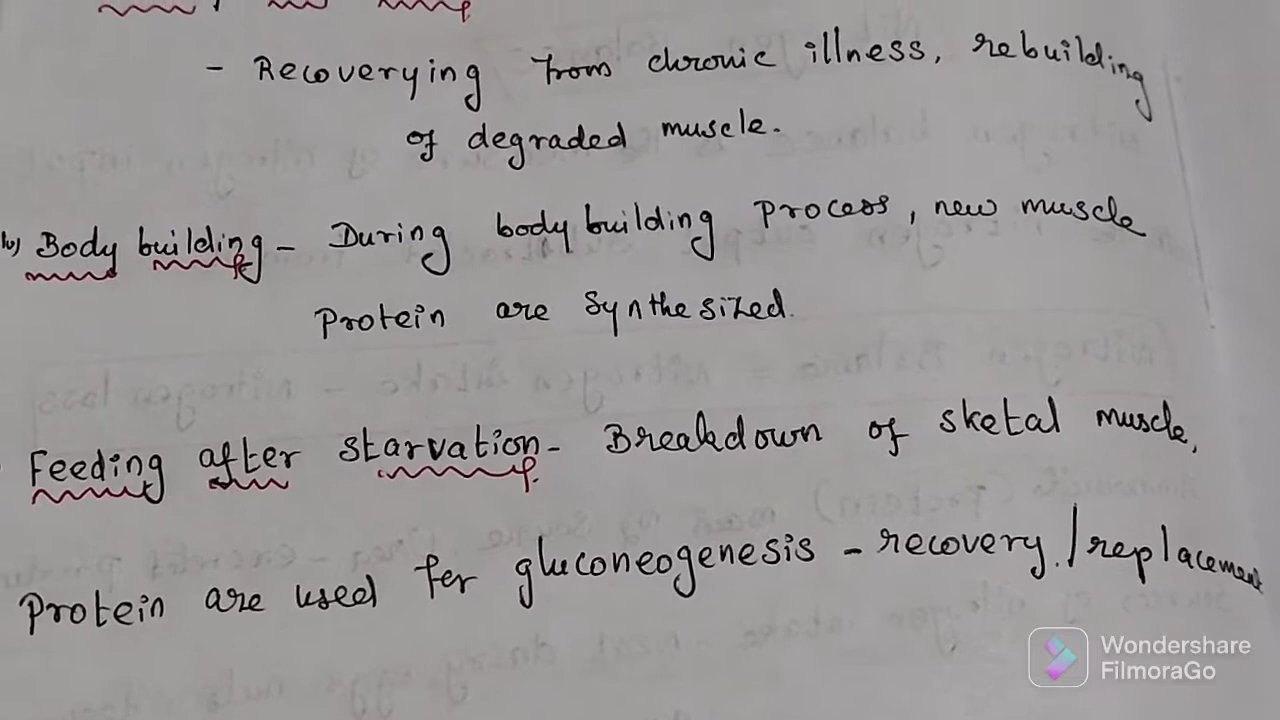 - Recoverying from chronic illness, rebuilding
of degraded muscle.
iv) Body building - During body building process, new muscle
Protein are synthesized.
Feeding after starvation - Breakdown of sketal muscle,
Protein are used for gluconeogenesis - recovery/replacement
Wondershare
FilmoraGo